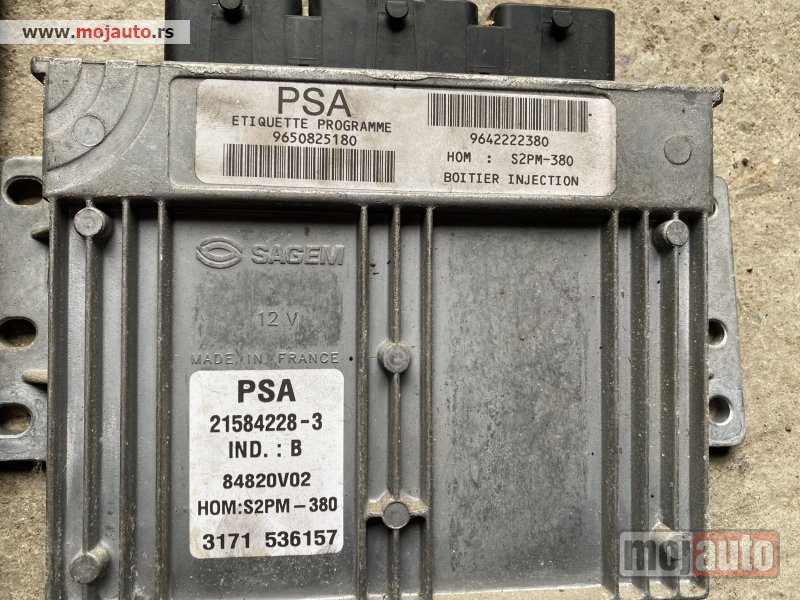 www.mojauto.rs
PSA
ETIQUETTE PROGRAMME
9650825180
9642222380
HOM : S2PM-380
BOITIER INJECTION
SAGEM
12 V
MADE IN FRANCE
PSA
21584228-3
IND. : B
84820V02
HOM:S2PM-380
3171 536157
mojauto